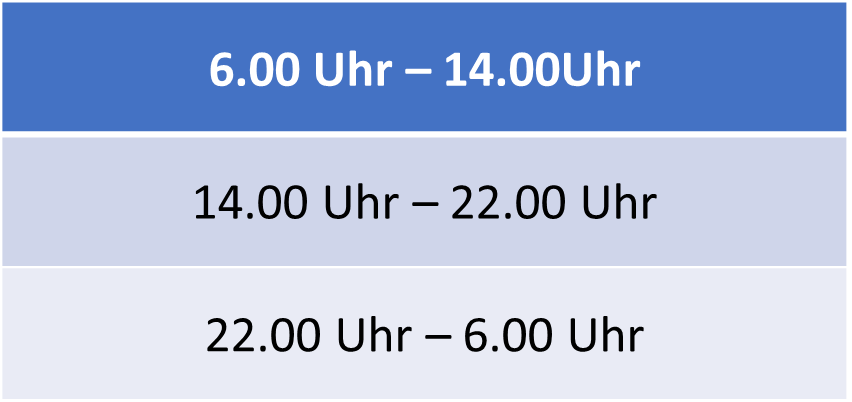 6.00 Uhr – 14.00Uhr
14.00 Uhr – 22.00 Uhr
22.00 Uhr – 6.00 Uhr